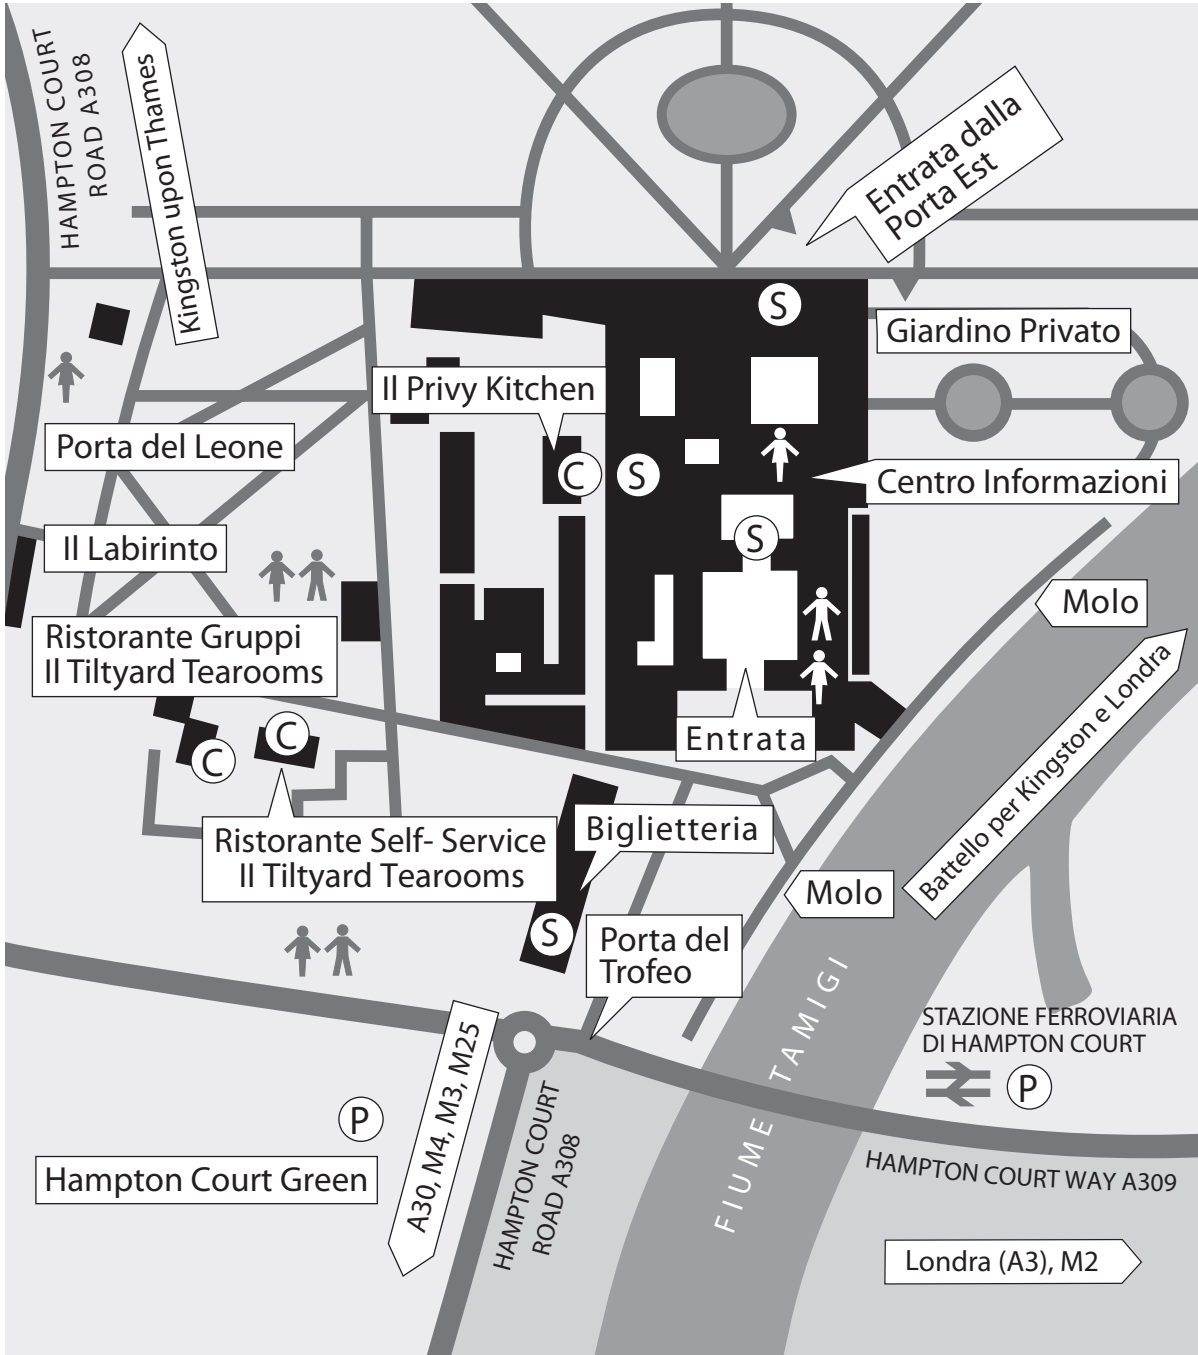 HAMPTON COURT
ROAD A308
Kingston upon Thames
Entrata dalla
Porta Est
S
Giardino Privato
Il Privy Kitchen
Porta del Leone
C
S
Centro Informazioni
Il Labirinto
S
Molo
Ristorante Gruppi
Il Tiltyard Tearooms
Battello per Kingston e Londra
C
C
Entrata
Ristorante Self- Service
Il Tiltyard Tearooms
Biglietteria
Molo
S
Porta del
Trofeo
FIUME TAMIGI
STAZIONE FERROVIARIA
DI HAMPTON COURT
P
A30, M4, M3, M25
P
HAMPTON COURT
ROAD A308
Hampton Court Green
HAMPTON COURT WAY A309
Londra (A3), M2